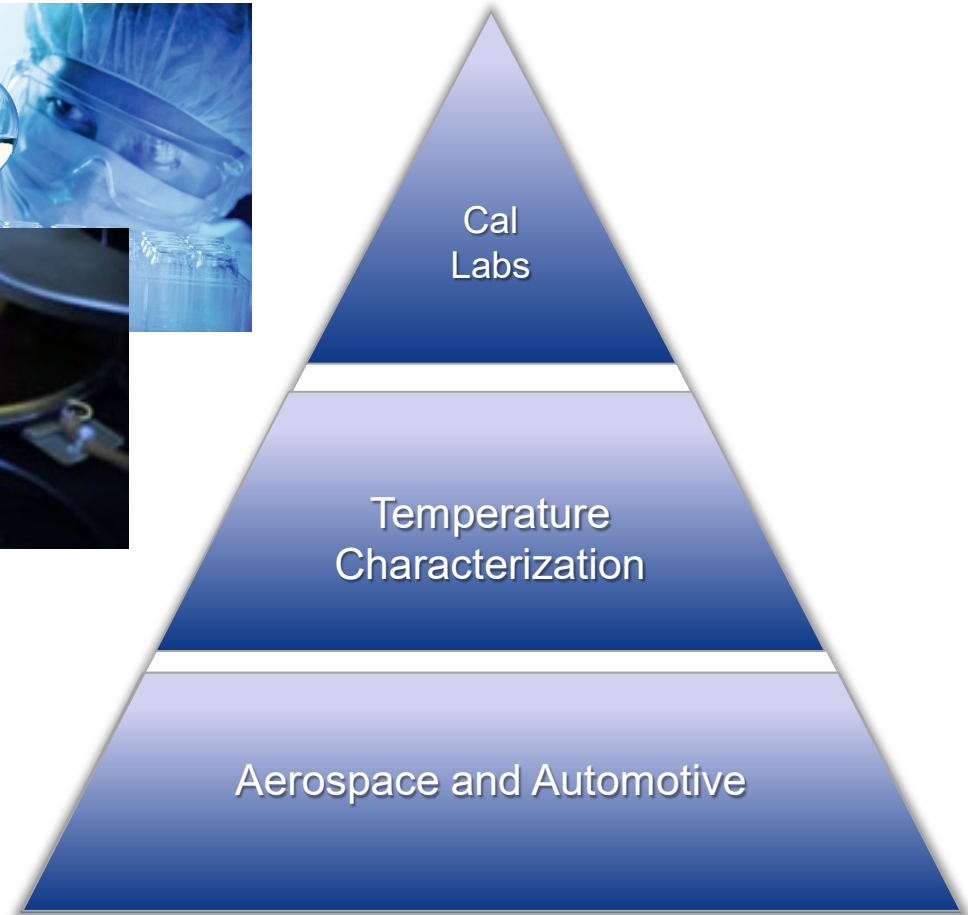 Cal
Labs
Temperature
Characterization
Aerospace and Automotive